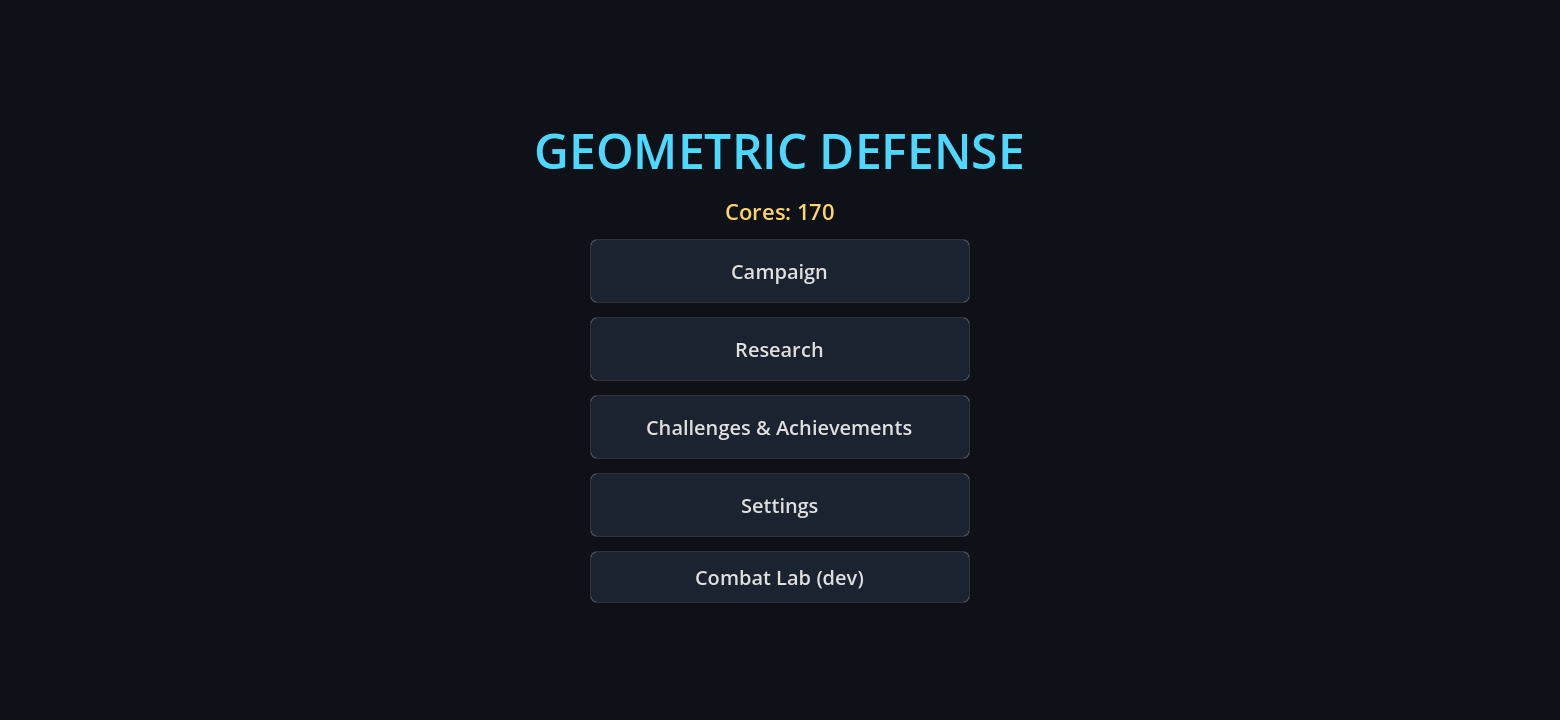 GEOMETRIC DEFENSE
Cores: 170
Campaign
Research
Challenges & Achievements
Settings
Combat Lab (dev)